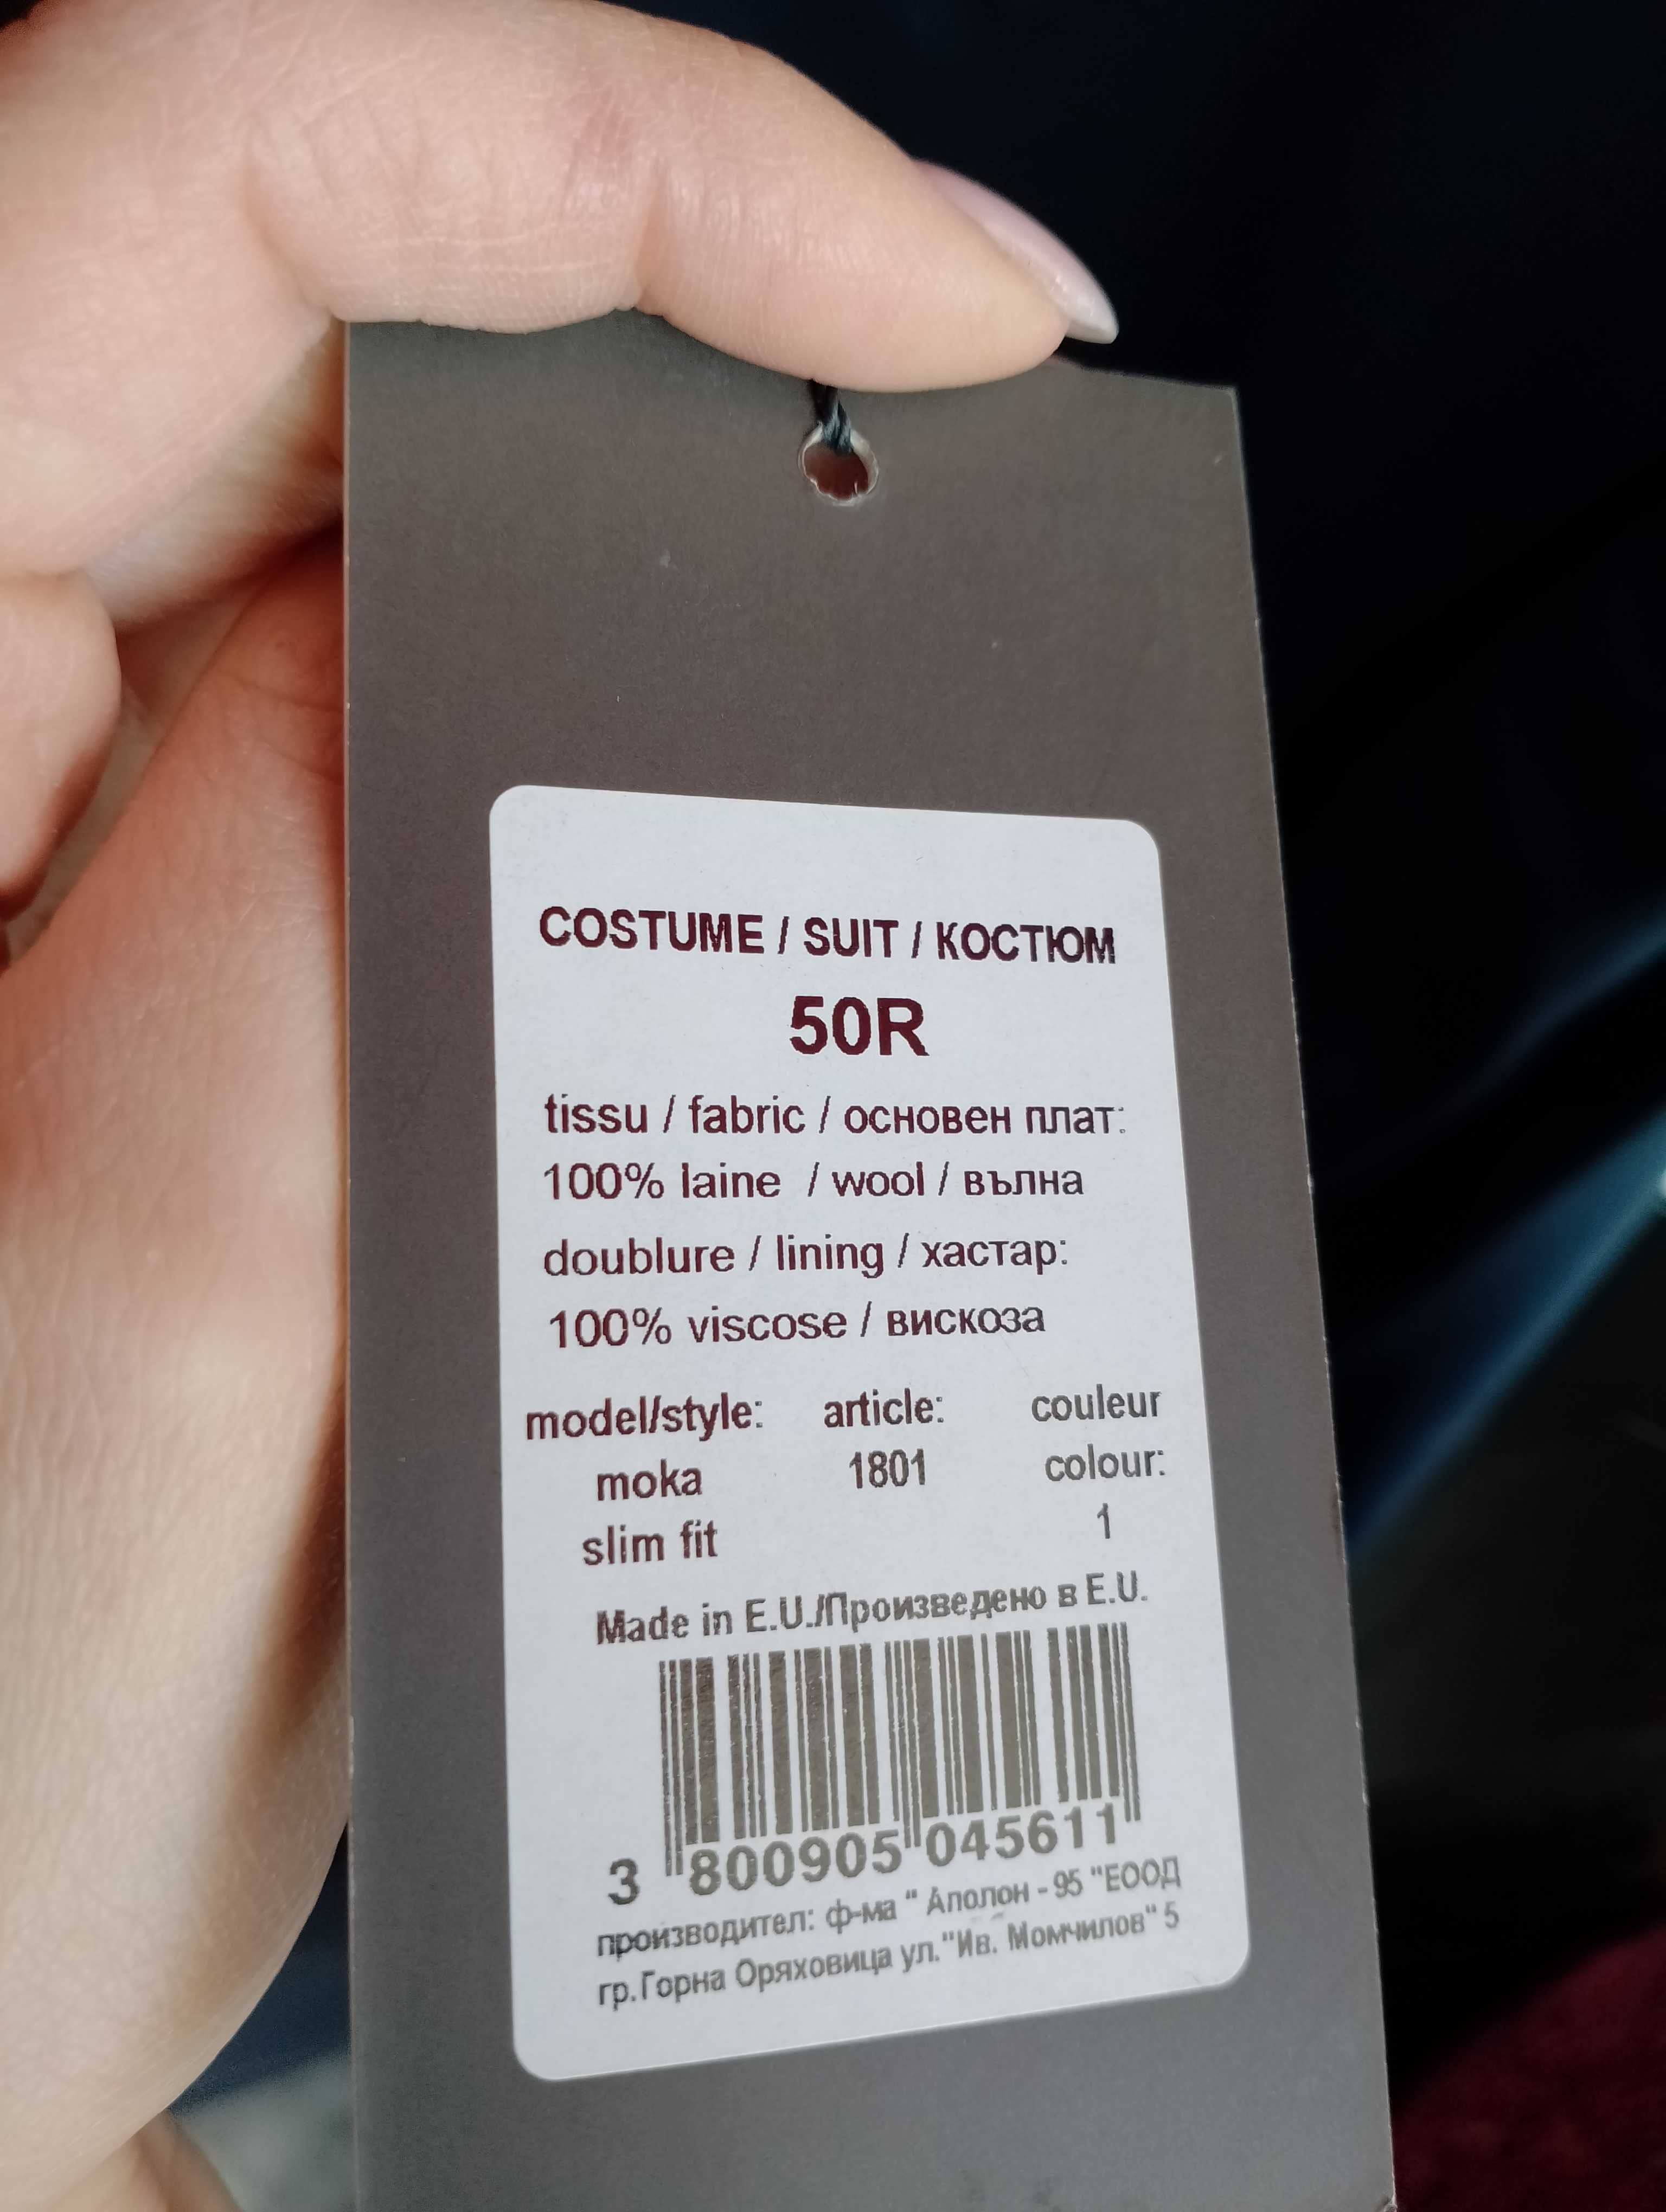 COSTUME / SUIT / КОСТЮМ
50R
tissu / fabric / основен плат:
100% laine / wool / вълна
doublure / lining / хастар:
100% viscose / вискоза
model/style: article: couleur
moka 1801 colour:
slim fit 1
Made in E.U./Произведено в E.U.
3 800905 045611
производител: ф-ма " Аполон - 95 "ЕООД
гр.Горна Оряховица ул."Ив. Момчилов" 5